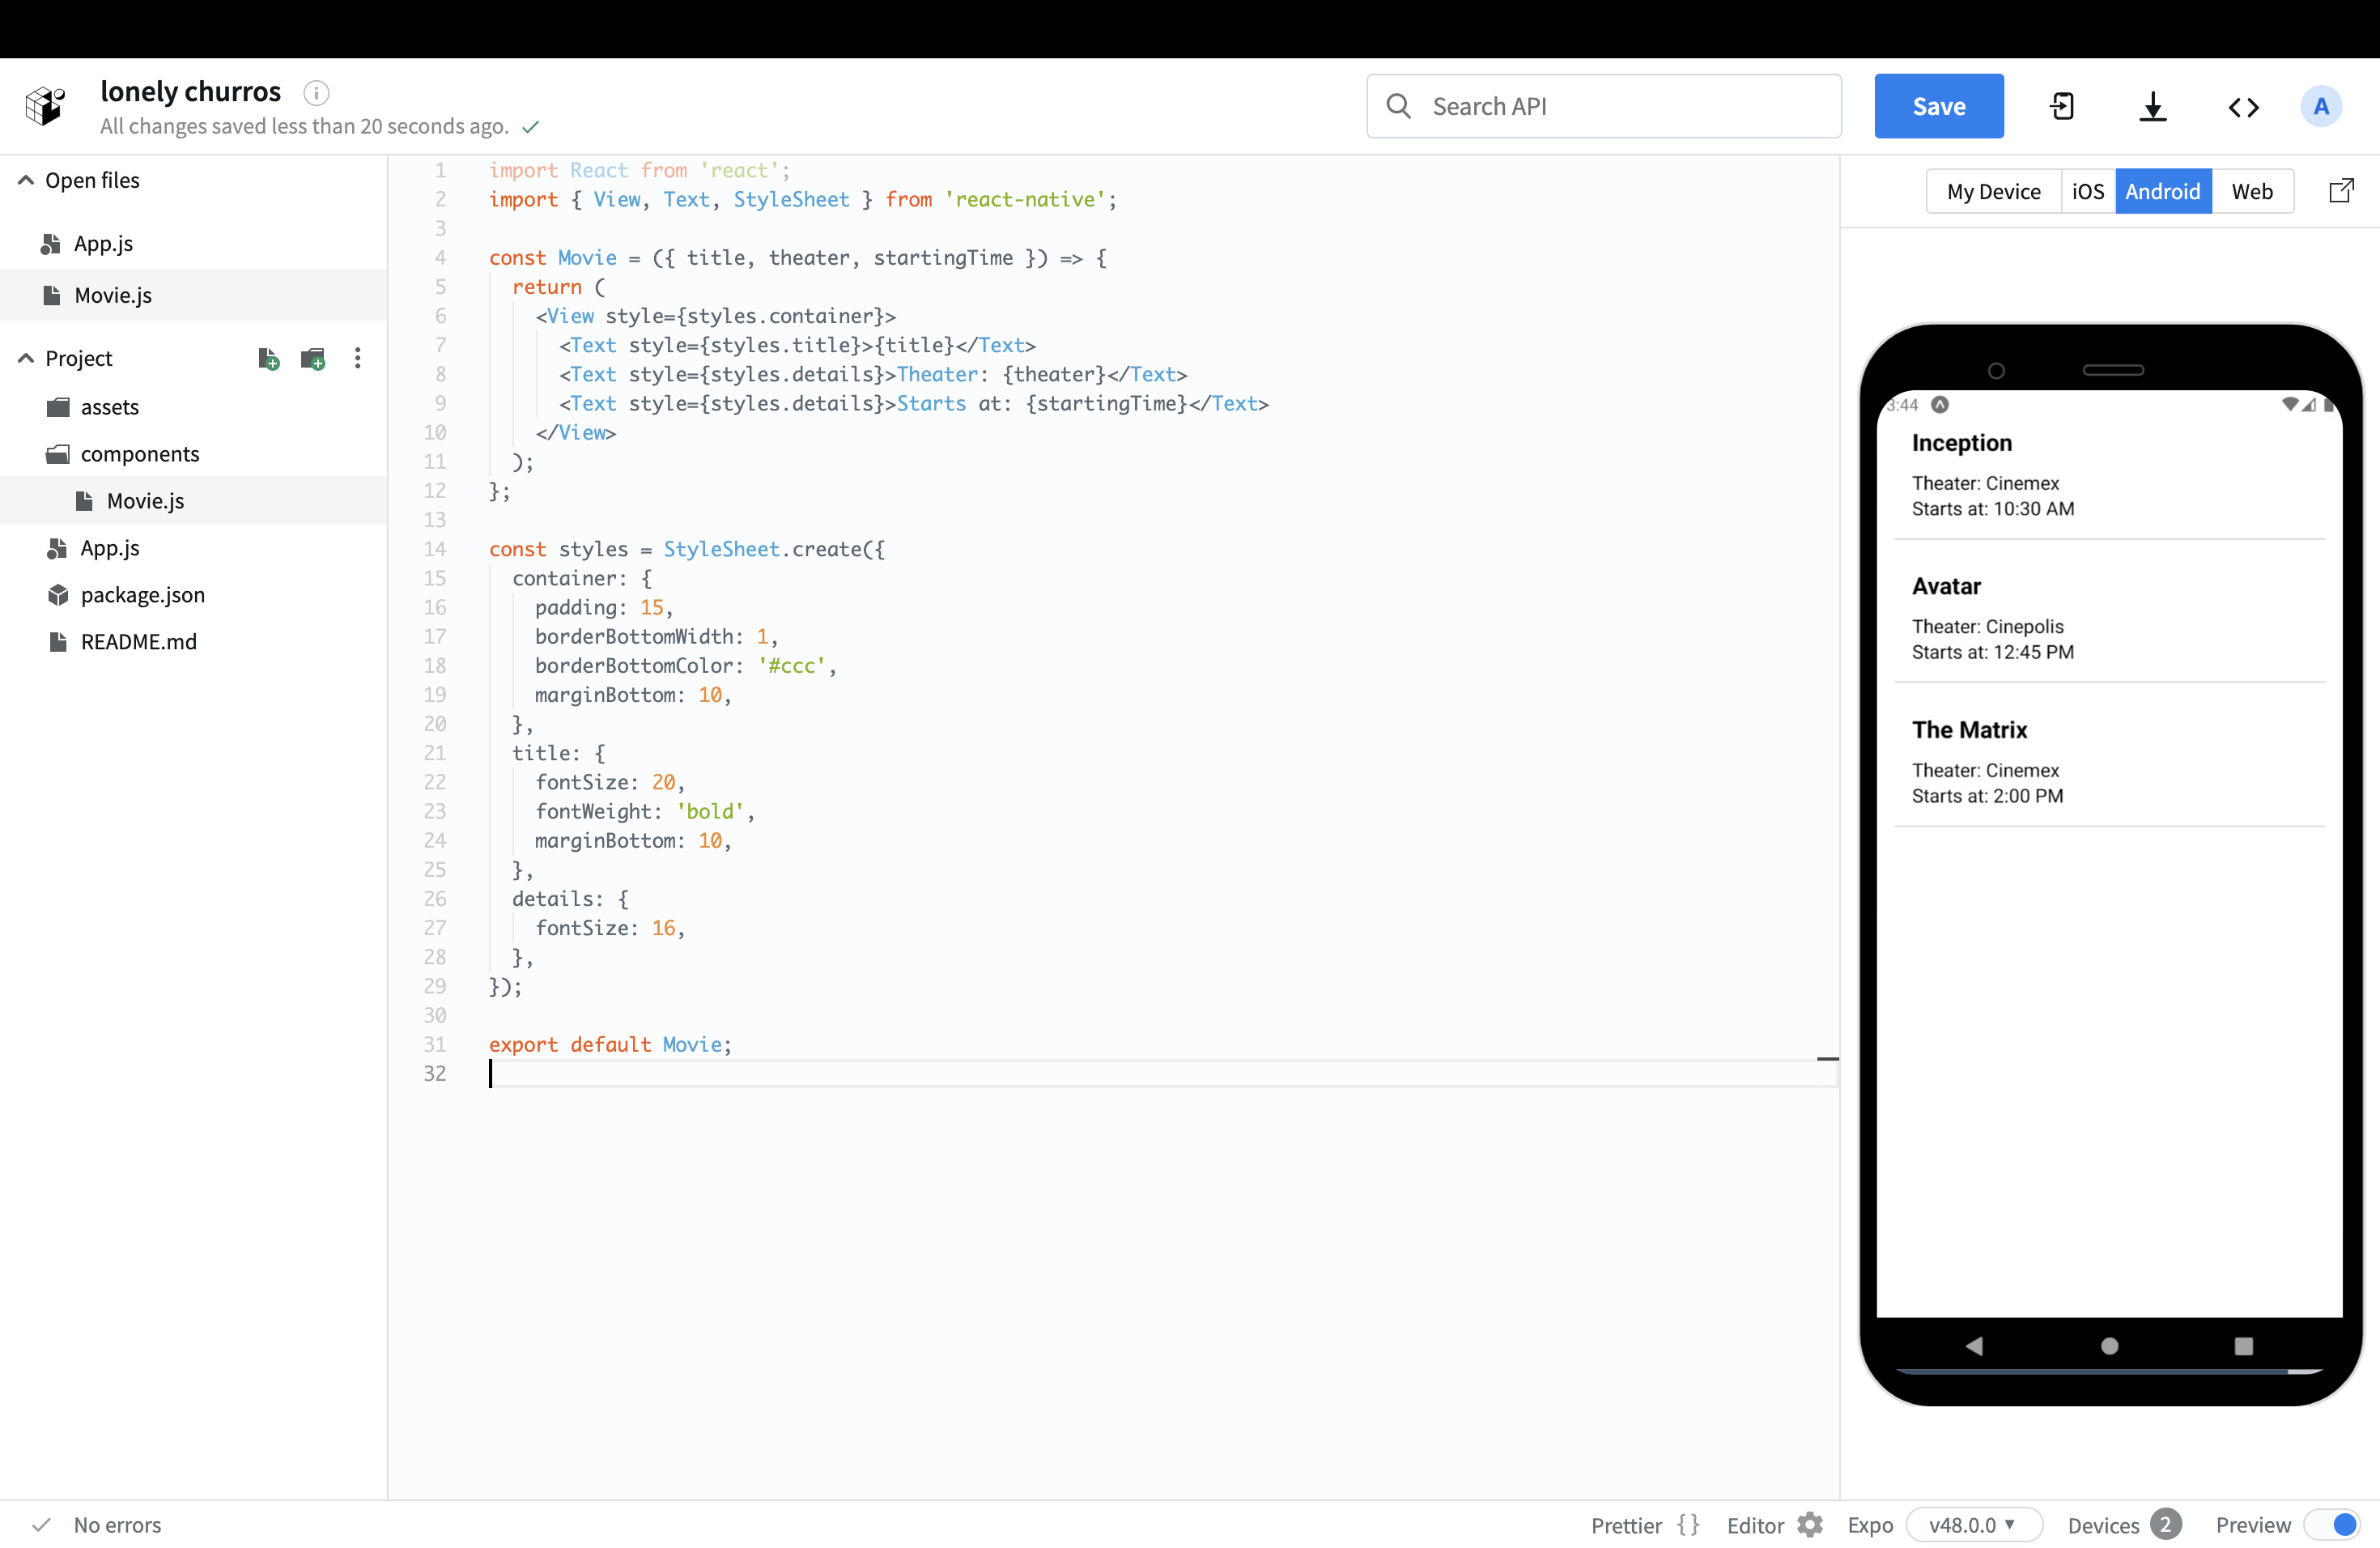 lonely churros
All changes saved less than 20 seconds ago.
Search API
Save
A
Open files
App.js
Movie.js
Project
assets
components
Movie.js
App.js
package.json
README.md
1 import React from 'react';
2 import { View, Text, StyleSheet } from 'react-native';
3
4 const Movie = ({ title, theater, startingTime }) => {
5 return (
6 <View style={styles.container}>
7 <Text style={styles.title}>{title}</Text>
8 <Text style={styles.details}>Theater: {theater}</Text>
9 <Text style={styles.details}>Starts at: {startingTime}</Text>
10 </View>
11 );
12 };
13
14 const styles = StyleSheet.create({
15 container: {
16 padding: 15,
17 borderBottomWidth: 1,
18 borderBottomColor: '#ccc',
19 marginBottom: 10,
20 },
21 title: {
22 fontSize: 20,
23 fontWeight: 'bold',
24 marginBottom: 10,
25 },
26 details: {
27 fontSize: 16,
28 },
29 });
30
31 export default Movie;
32
My Device iOS Android Web
3:44
Inception
Theater: Cinemex
Starts at: 10:30 AM
Avatar
Theater: Cinepolis
Starts at: 12:45 PM
The Matrix
Theater: Cinemex
Starts at: 2:00 PM
No errors
Prettier {} Editor Expo v48.0.0 Devices 2 Preview